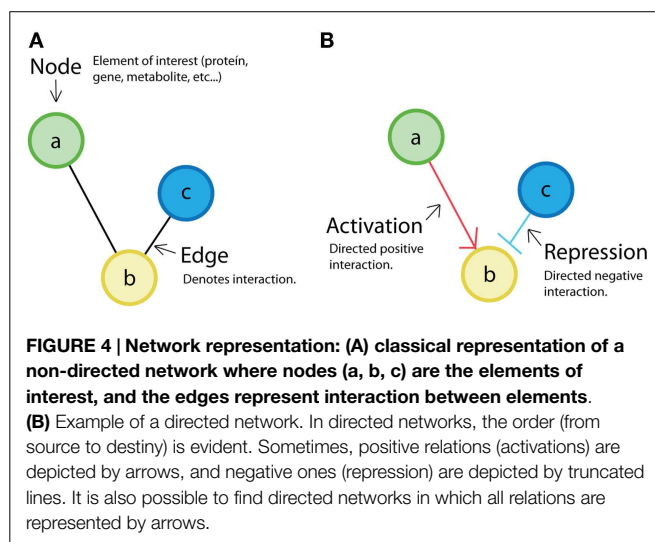 A
Node
Element of interest (proteín,
gene, metabolite, etc...)
a
c
b
Edge
Denotes interaction.
B
a
c
Activation
Directed positive
interaction.
b
Repression
Directed negative
interaction.
FIGURE 4 | Network representation: (A) classical representation of a
non-directed network where nodes (a, b, c) are the elements of
interest, and the edges represent interaction between elements.
(B) Example of a directed network. In directed networks, the order (from
source to destiny) is evident. Sometimes, positive relations (activations) are
depicted by arrows, and negative ones (repression) are depicted by truncated
lines. It is also possible to find directed networks in which all relations are
represented by arrows.